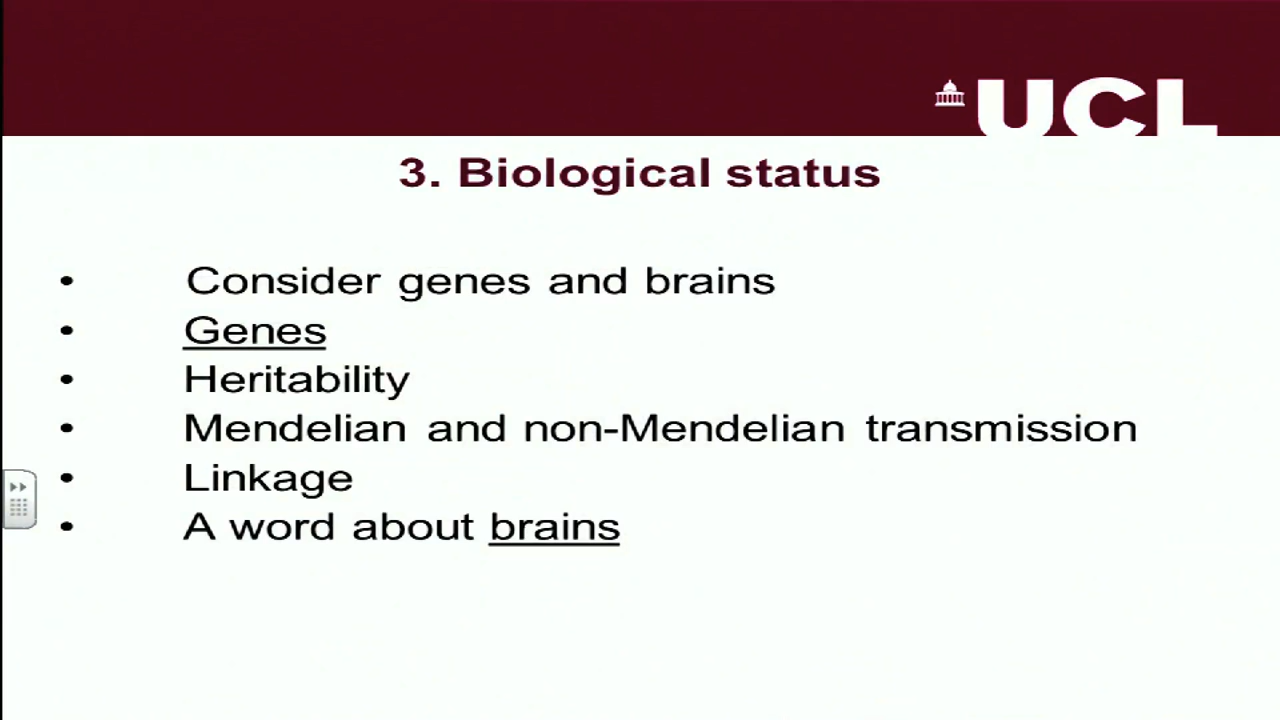 UCL
3. Biological status
• Consider genes and brains
• Genes
• Heritability
• Mendelian and non-Mendelian transmission
• Linkage
• A word about brains